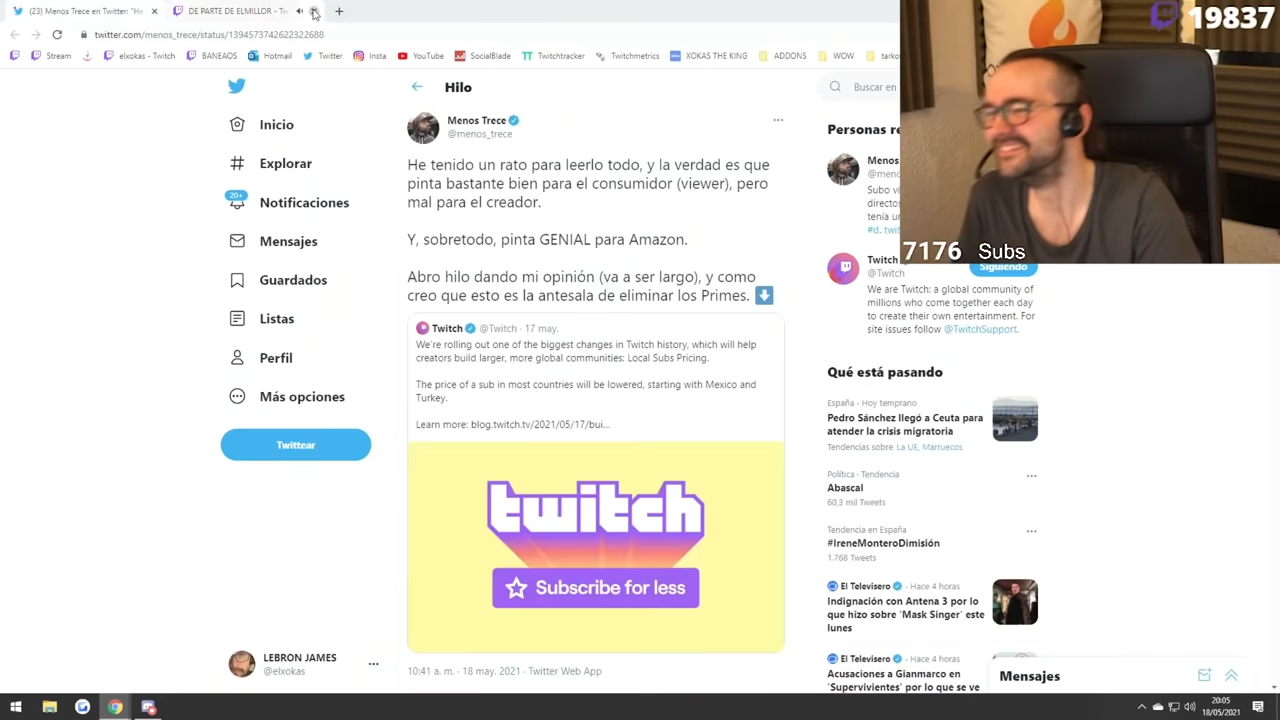 (23) Menos Trece en Twitter: "He
DE PARTE DE ELMILLOR - Tw
19837
twitter.com/menos_trece/status/1394573742622322688
Stream
elxokas - Twitch
BANEAOS
Hotmail
Twitter
Insta
YouTube
SocialBlade
Twitchtracker
Twitchmetrics
XOKAS THE KING
ADDONS
WOW
tarko
Inicio
Explorar
20+
Notificaciones
Mensajes
Guardados
Listas
Perfil
Más opciones
Twittear
LEBRON JAMES
@elxokas
Hilo
Menos Trece
@menos_trece
He tenido un rato para leerlo todo, y la verdad es que
pinta bastante bien para el consumidor (viewer), pero
mal para el creador.
Y, sobretodo, pinta GENIAL para Amazon.
Abro hilo dando mi opinión (va a ser largo), y como
creo que esto es la antesala de eliminar los Primes.
Twitch @Twitch · 17 may.
We're rolling out one of the biggest changes in Twitch history, which will help
creators build larger, more global communities: Local Subs Pricing.
The price of a sub in most countries will be lowered, starting with Mexico and
Turkey.
Learn more: blog.twitch.tv/2021/05/17/bui...
twitch
Subscribe for less
10:41 a. m. · 18 may. 2021 · Twitter Web App
Buscar en
Personas re
Menos
@meno
Subo ví
directos
tenía un
#d. twit
7176 Subs
Twitch
@Twitch
Siguiendo
We are Twitch: a global community of
millions who come together each day
to create their own entertainment. For
site issues follow @TwitchSupport.
Qué está pasando
España · Hoy temprano
Pedro Sánchez llegó a Ceuta para
atender la crisis migratoria
Tendencias sobre La UE, Marruecos
Política · Tendencia
Abascal
60,3 mil Tweets
Tendencia en España
#IreneMonteroDimisión
1.768 Tweets
El Televisero · Hace 4 horas
Indignación con Antena 3 por lo
que hizo sobre 'Mask Singer' este
lunes
El Televisero · Hace 4 horas
Acusaciones a Gianmarco en
'Supervivientes' por lo que se ve
Mensajes
20:05
18/05/2021